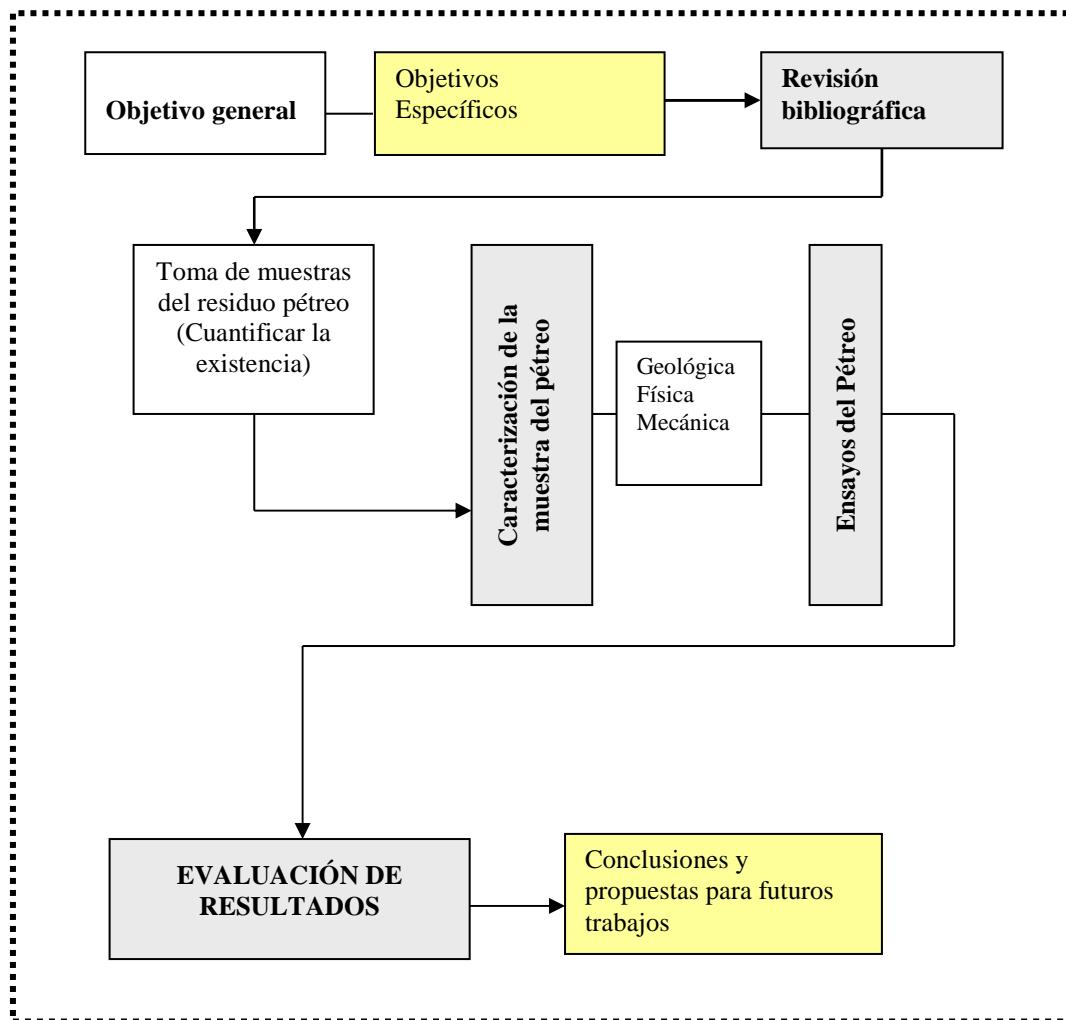 Objetivo general
Objetivos
Específicos
Revisión
bibliográfica
Toma de muestras
del residuo pétreo
(Cuantificar la
existencia)
Caracterización de la
muestra del pétreo
Geológica
Física
Mecánica
Ensayos del Pétreo
EVALUACIÓN DE
RESULTADOS
Conclusiones y
propuestas para futuros
trabajos